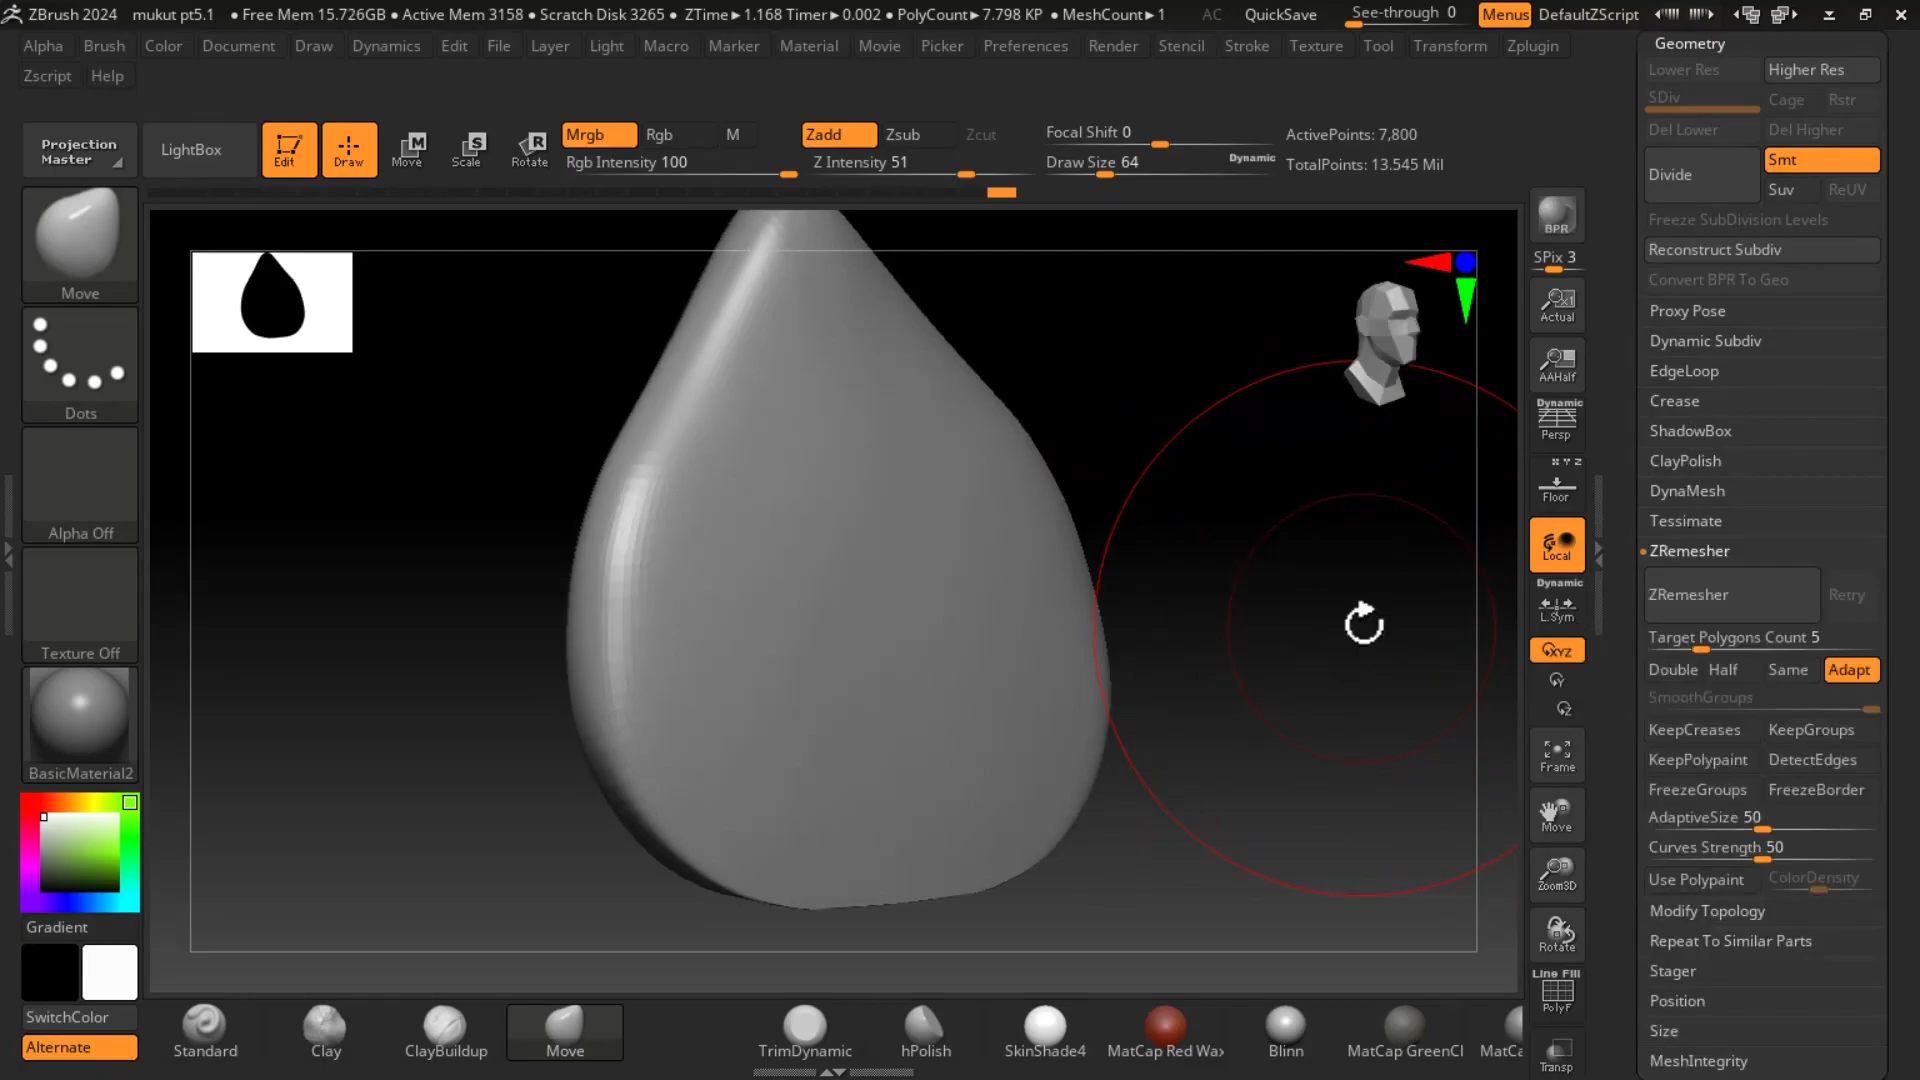 ZBrush 2024 mukut pt5.1 • Free Mem 15.726GB • Active Mem 3158 • Scratch Disk 3265 • ZTime►1.168 Timer►0.002 • PolyCount►7.798 KP • MeshCount►1 AC QuickSave See-through 0 Menus DefaultZScript
Alpha Brush Color Document Draw Dynamics Edit File Layer Light Macro Marker Material Movie Picker Preferences Render Stencil Stroke Texture Tool Transform Zplugin
Zscript Help
Projection Master
LightBox
Edit
Draw
Move
Scale
Rotate
Mrgb Rgb M
Rgb Intensity 100
Zadd Zsub Zcut
Z Intensity 51
Focal Shift 0
Draw Size 64
Dynamic
ActivePoints: 7,800
TotalPoints: 13.545 Mil
Move
Dots
Alpha Off
Texture Off
BasicMaterial2
Gradient
SwitchColor
Alternate
BPR
SPix 3
Actual
AAHalf
Dynamic
Persp
X Y Z
Floor
Local
Dynamic
L.Sym
XYZ
Y
Z
Frame
Move
Zoom3D
Rotate
Line Fill
PolyF
Transp
Geometry
Lower Res Higher Res
SDiv Cage Rstr
Del Lower Del Higher
Divide Smt
Suv ReUV
Freeze SubDivision Levels
Reconstruct Subdiv
Convert BPR To Geo
Proxy Pose
Dynamic Subdiv
EdgeLoop
Crease
ShadowBox
ClayPolish
DynaMesh
Tessimate
ZRemesher
ZRemesher Retry
Target Polygons Count 5
Double Half Same Adapt
SmoothGroups
KeepCreases KeepGroups
KeepPolypaint DetectEdges
FreezeGroups FreezeBorder
AdaptiveSize 50
Curves Strength 50
Use Polypaint ColorDensity
Modify Topology
Repeat To Similar Parts
Stager
Position
Size
MeshIntegrity
Standard Clay ClayBuildup Move TrimDynamic hPolish SkinShade4 MatCap Red Wax Blinn MatCap GreenCl MatCa